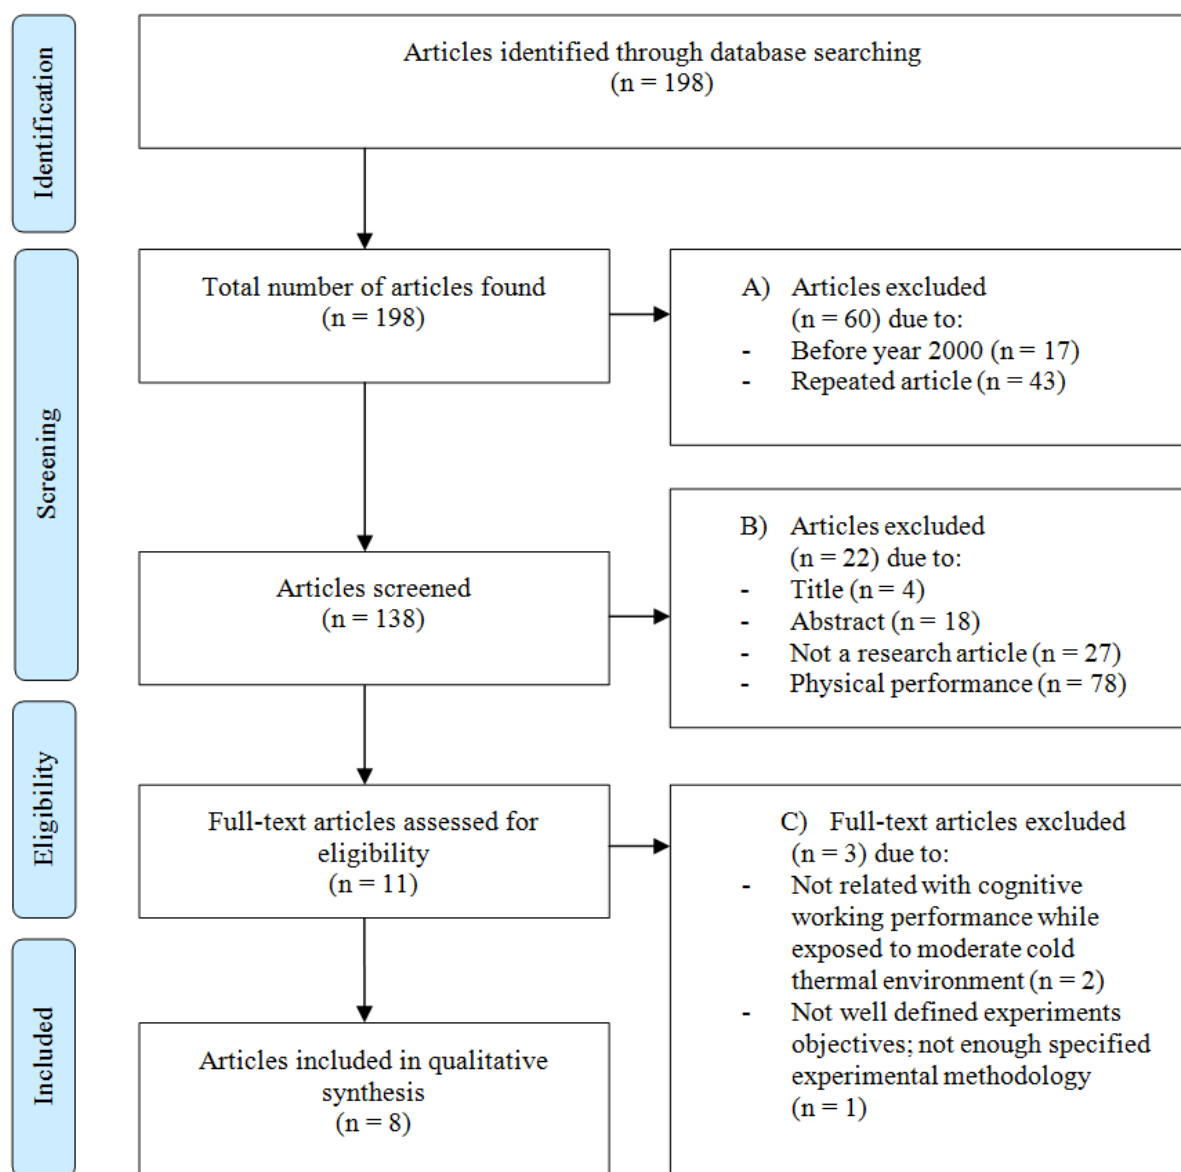 Identification
Articles identified through database searching
(n = 198)
Screening
Total number of articles found
(n = 198)
A) Articles excluded
(n = 60) due to:
- Before year 2000 (n = 17)
- Repeated article (n = 43)
Articles screened
(n = 138)
B) Articles excluded
(n = 22) due to:
- Title (n = 4)
- Abstract (n = 18)
- Not a research article (n = 27)
- Physical performance (n = 78)
Eligibility
Full-text articles assessed for
eligibility
(n = 11)
C) Full-text articles excluded
(n = 3) due to:
- Not related with cognitive
working performance while
exposed to moderate cold
thermal environment (n = 2)
- Not well defined experiments
objectives; not enough specified
experimental methodology
(n = 1)
Included
Articles included in qualitative
synthesis
(n = 8)